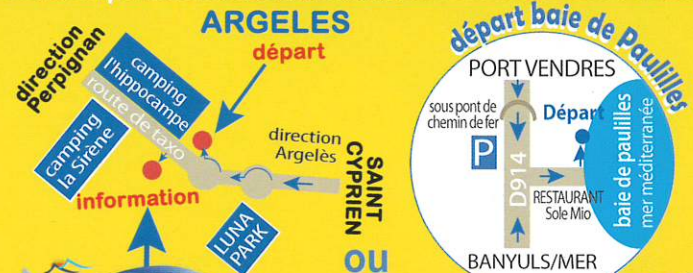 ARGELES
départ
direction
Perpignan
camping
l'hippocampe
route de taxo
camping
la Sirène
information
direction
Argelès
SAINT
CYPRIEN
LUNA
PARK
ou
départ baie de Paulilles
PORT VENDRES
sous pont de
chemin de fer
Départ
P
D914
RESTAURANT
Sole Mio
baie de paulilles
mer méditerranée
BANYULS/MER